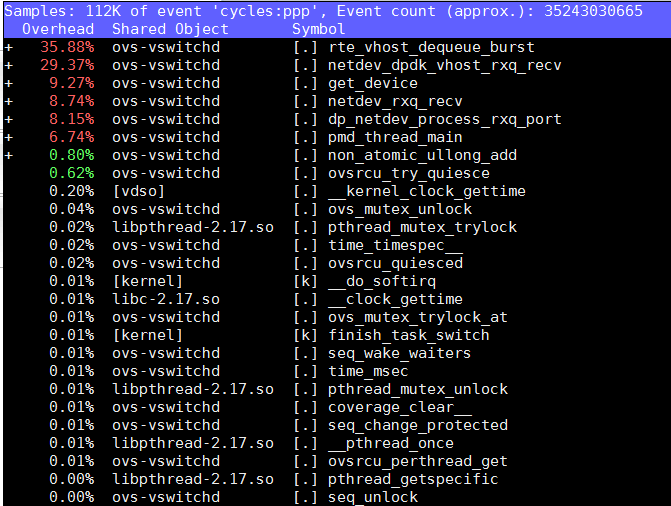 Samples: 112K of event 'cycles:ppp', Event count (approx.): 35243030665
Overhead  Shared Object       Symbol
+   35.88%  ovs-vswitchd        [.] rte_vhost_dequeue_burst
+   29.37%  ovs-vswitchd        [.] netdev_dpdk_vhost_rxq_recv
+    9.27%  ovs-vswitchd        [.] get_device
+    8.74%  ovs-vswitchd        [.] netdev_rxq_recv
+    8.15%  ovs-vswitchd        [.] dp_netdev_process_rxq_port
+    6.74%  ovs-vswitchd        [.] pmd_thread_main
+    0.80%  ovs-vswitchd        [.] non_atomic_ullong_add
0.62%  ovs-vswitchd        [.] ovsrcu_try_quiesce
0.20%  [vdso]              [.] __kernel_clock_gettime
0.04%  ovs-vswitchd        [.] ovs_mutex_unlock
0.02%  libpthread-2.17.so  [.] pthread_mutex_trylock
0.02%  ovs-vswitchd        [.] time_timespec__
0.02%  ovs-vswitchd        [.] ovsrcu_quiesced
0.01%  [kernel]            [k] __do_softirq
0.01%  libc-2.17.so        [.] __clock_gettime
0.01%  ovs-vswitchd        [.] ovs_mutex_trylock_at
0.01%  [kernel]            [k] finish_task_switch
0.01%  ovs-vswitchd        [.] seq_wake_waiters
0.01%  ovs-vswitchd        [.] time_msec
0.01%  libpthread-2.17.so  [.] pthread_mutex_unlock
0.01%  ovs-vswitchd        [.] coverage_clear__
0.01%  ovs-vswitchd        [.] seq_change_protected
0.01%  libpthread-2.17.so  [.] __pthread_once
0.01%  ovs-vswitchd        [.] ovsrcu_perthread_get
0.00%  libpthread-2.17.so  [.] pthread_getspecific
0.00%  ovs-vswitchd        [.] seq_unlock